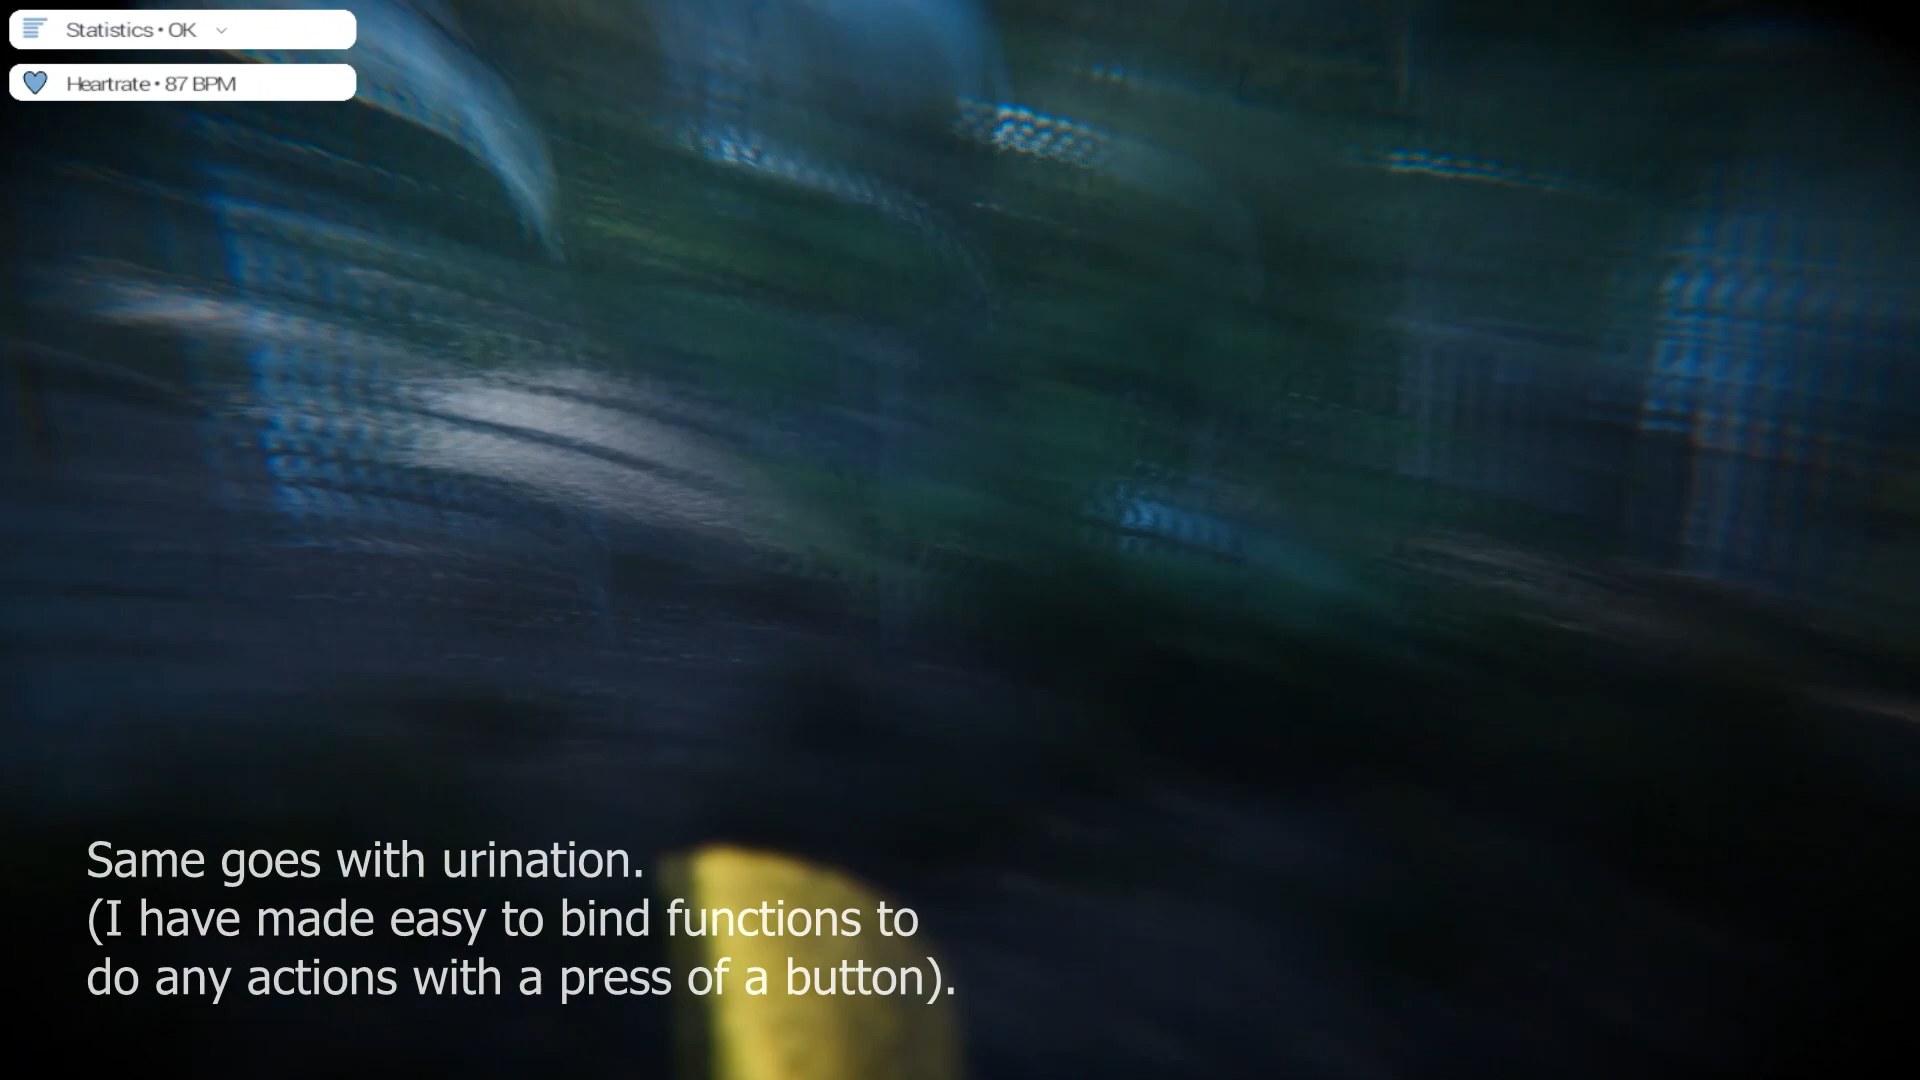 Statistics • OK
Heartrate • 87 BPM
Same goes with urination.
(I have made easy to bind functions to
do any actions with a press of a button).